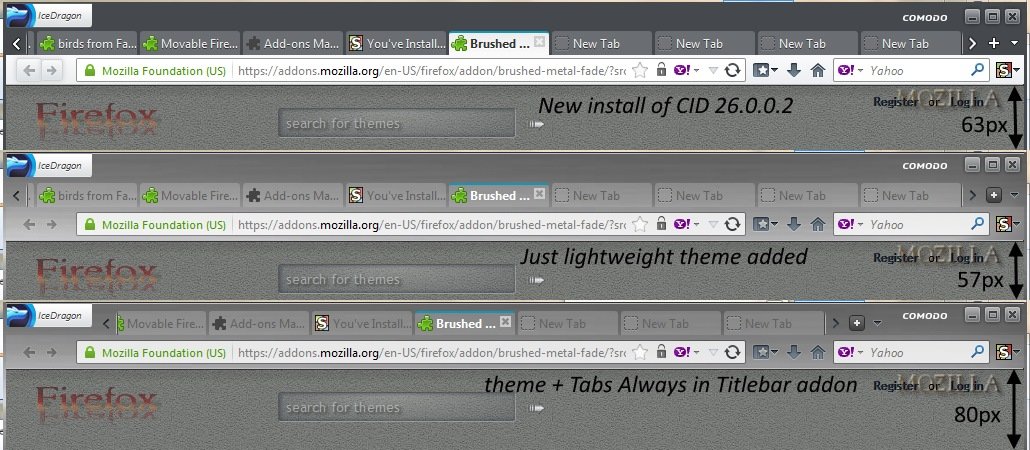 IceDragon COMODO
birds from Fa... Movable Fire... Add-ons Ma... You've Install... Brushed ... New Tab New Tab New Tab New Tab
Mozilla Foundation (US) https://addons.mozilla.org/en-US/firefox/addon/brushed-metal-fade/?src Yahoo
Firefox search for themes New install of CID 26.0.0.2 Register or Log in MOZILLA
63px
IceDragon COMODO
birds from Fa... Movable Fire... Add-ons Ma... You've Install... Brushed ... New Tab New Tab New Tab New Tab
Mozilla Foundation (US) https://addons.mozilla.org/en-US/firefox/addon/brushed-metal-fade/?src Yahoo
Just lightweight theme added Register or Log in MOZILLA
Firefox search for themes 57px
IceDragon COMODO
Movable Fire... Add-ons Ma... You've Install... Brushed ... New Tab New Tab New Tab
Mozilla Foundation (US) https://addons.mozilla.org/en-US/firefox/addon/brushed-metal-fade/?src Yahoo
theme + Tabs Always in Titlebar addon Register or Log in MOZILLA
Firefox search for themes 80px